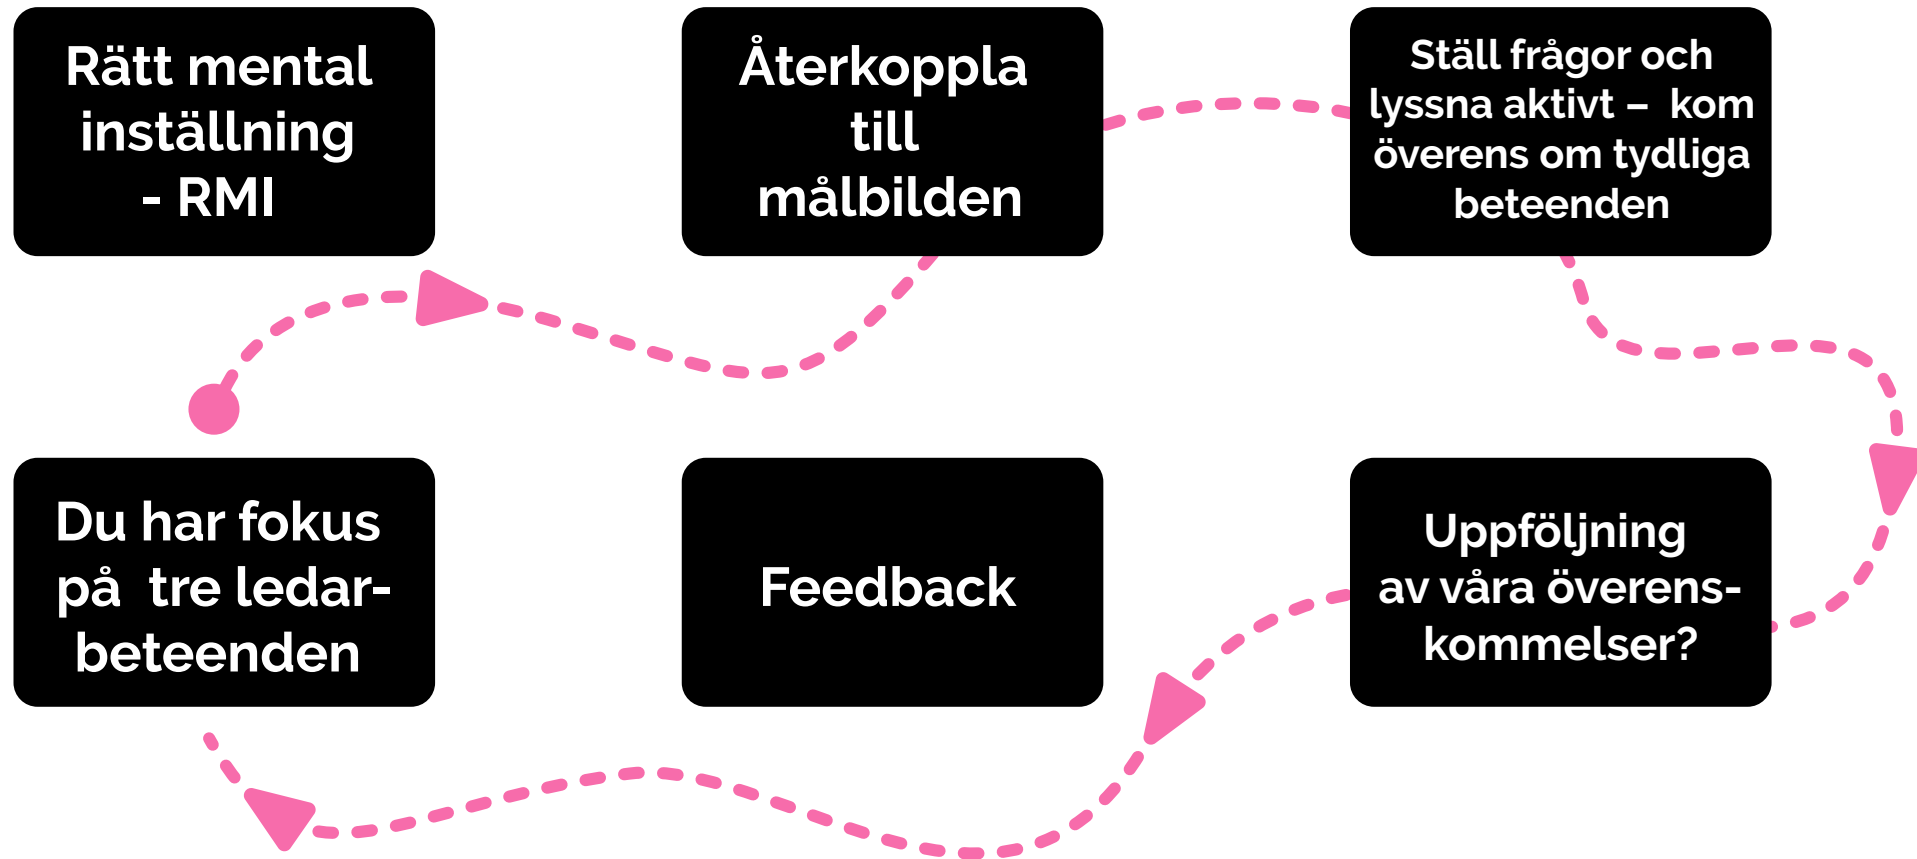 Rätt mental
inställning
- RMI
Återkoppla
till
målbilden
Ställ frågor och
lyssna aktivt – kom
överens om tydliga
beteenden
Du har fokus
på tre ledar-
beteenden
Feedback
Uppföljning
av våra överens-
kommelser?